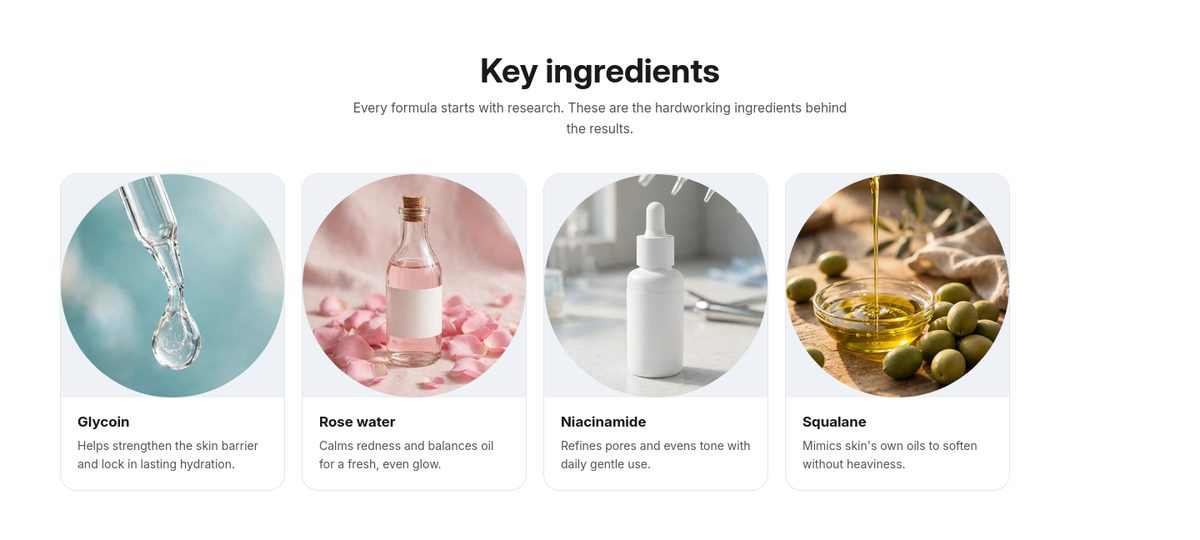 Key ingredients
Every formula starts with research. These are the hardworking ingredients behind
the results.
Glycoin
Helps strengthen the skin barrier
and lock in lasting hydration.
Rose water
Calms redness and balances oil
for a fresh, even glow.
Niacinamide
Refines pores and evens tone with
daily gentle use.
Squalane
Mimics skin's own oils to soften
without heaviness.